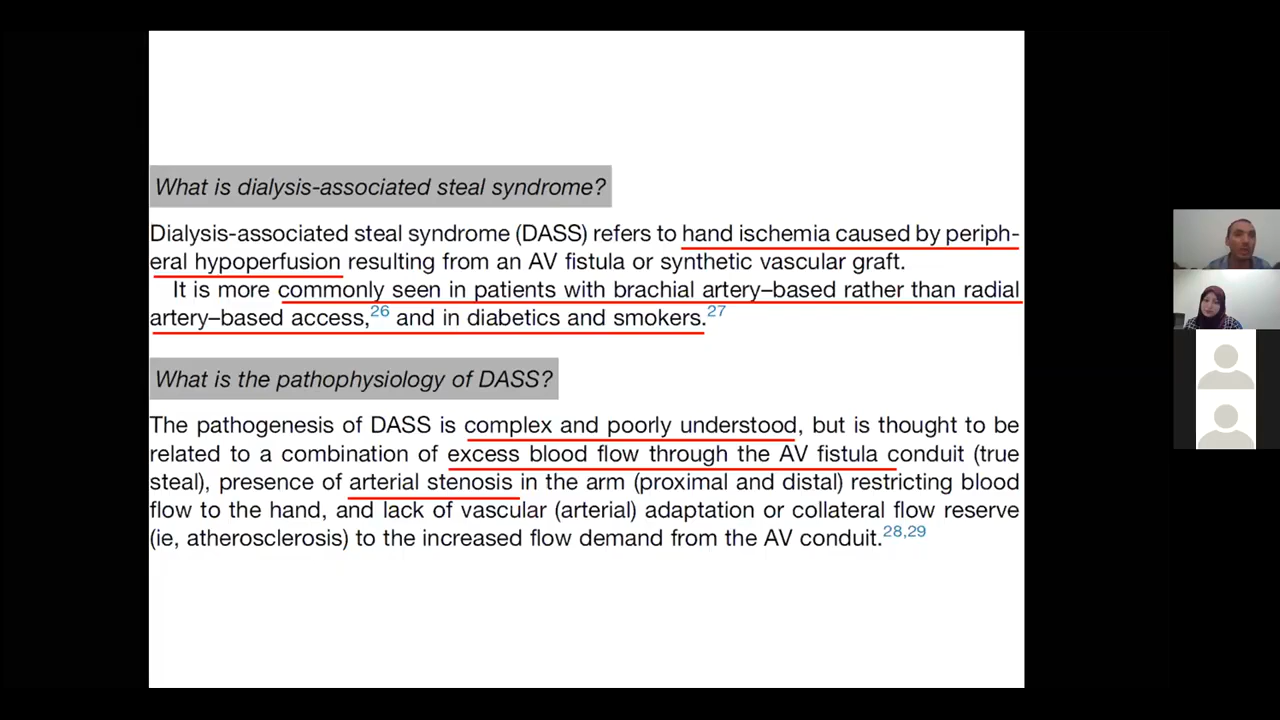 What is dialysis-associated steal syndrome?
Dialysis-associated steal syndrome (DASS) refers to hand ischemia caused by periph-
eral hypoperfusion resulting from an AV fistula or synthetic vascular graft.
It is more commonly seen in patients with brachial artery–based rather than radial
artery–based access,26 and in diabetics and smokers.27
What is the pathophysiology of DASS?
The pathogenesis of DASS is complex and poorly understood, but is thought to be
related to a combination of excess blood flow through the AV fistula conduit (true
steal), presence of arterial stenosis in the arm (proximal and distal) restricting blood
flow to the hand, and lack of vascular (arterial) adaptation or collateral flow reserve
(ie, atherosclerosis) to the increased flow demand from the AV conduit.28,29